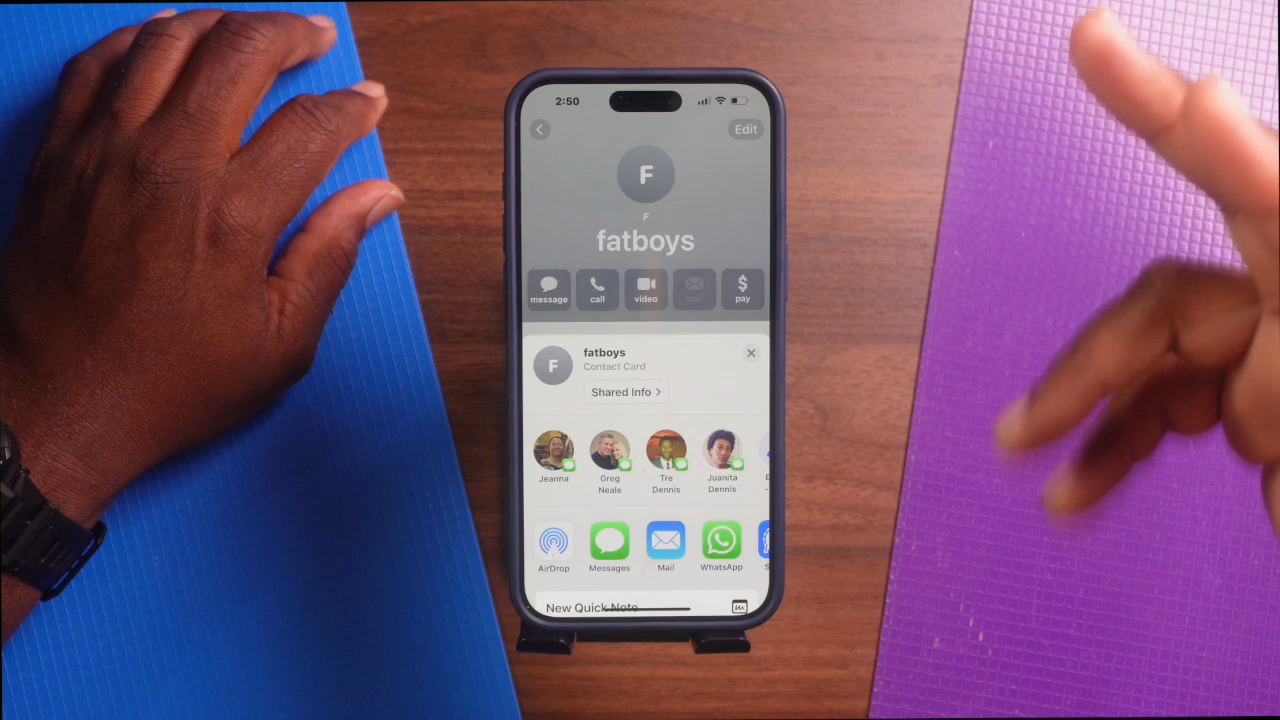 2:50
Edit
F
F
fatboys
message
call
video
mail
$
pay
F
fatboys
Contact Card
Shared Info
Jeanna
Greg
Neale
Tre
Dennis
Juanita
Dennis
AirDrop
Messages
Mail
WhatsApp
New Quick Note